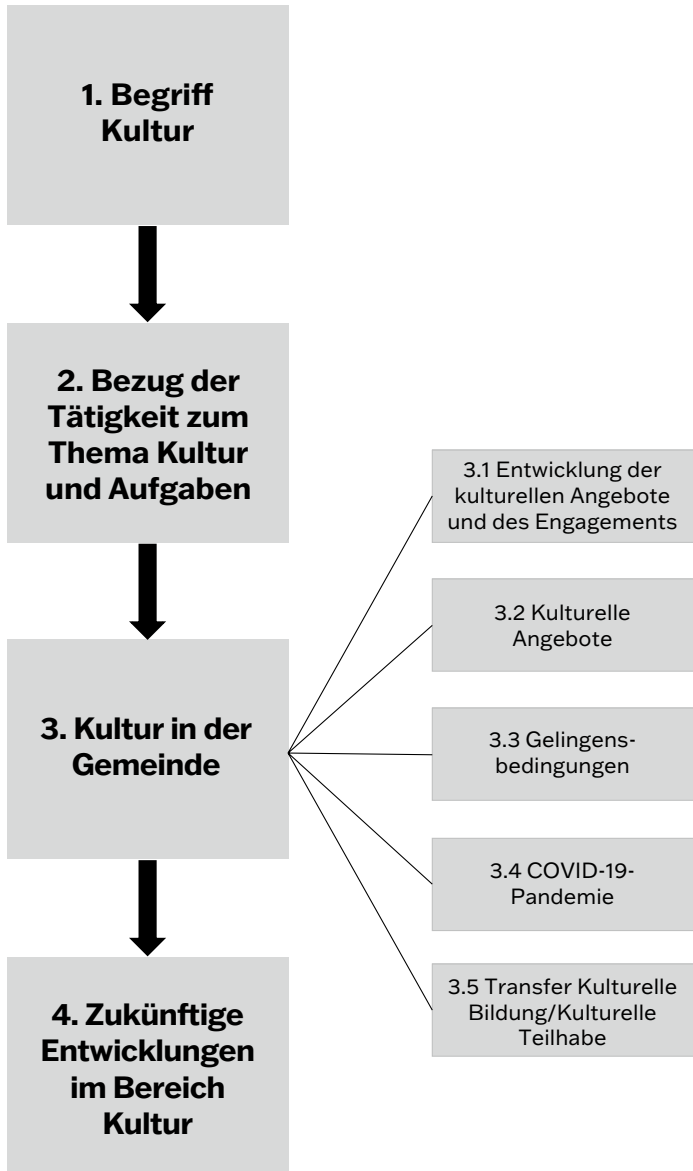 1. Begriff
Kultur
2. Bezug der
Tätigkeit zum
Thema Kultur
und Aufgaben
3. Kultur in der
Gemeinde
3.1 Entwicklung der
kulturellen Angebote
und des Engagements
3.2 Kulturelle
Angebote
3.3 Gelingens-
bedingungen
3.4 COVID-19-
Pandemie
3.5 Transfer Kulturelle
Bildung/Kulturelle
Teilhabe
4. Zukünftige
Entwicklungen
im Bereich
Kultur